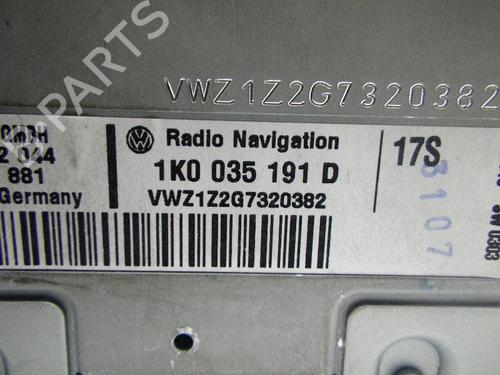 VWZ1Z2G7320382
GMBH
2 044
881
Germany
Radio Navigation
1K0 035 191 D
VWZ1Z2G7320382
17S
3107
B-PARTS